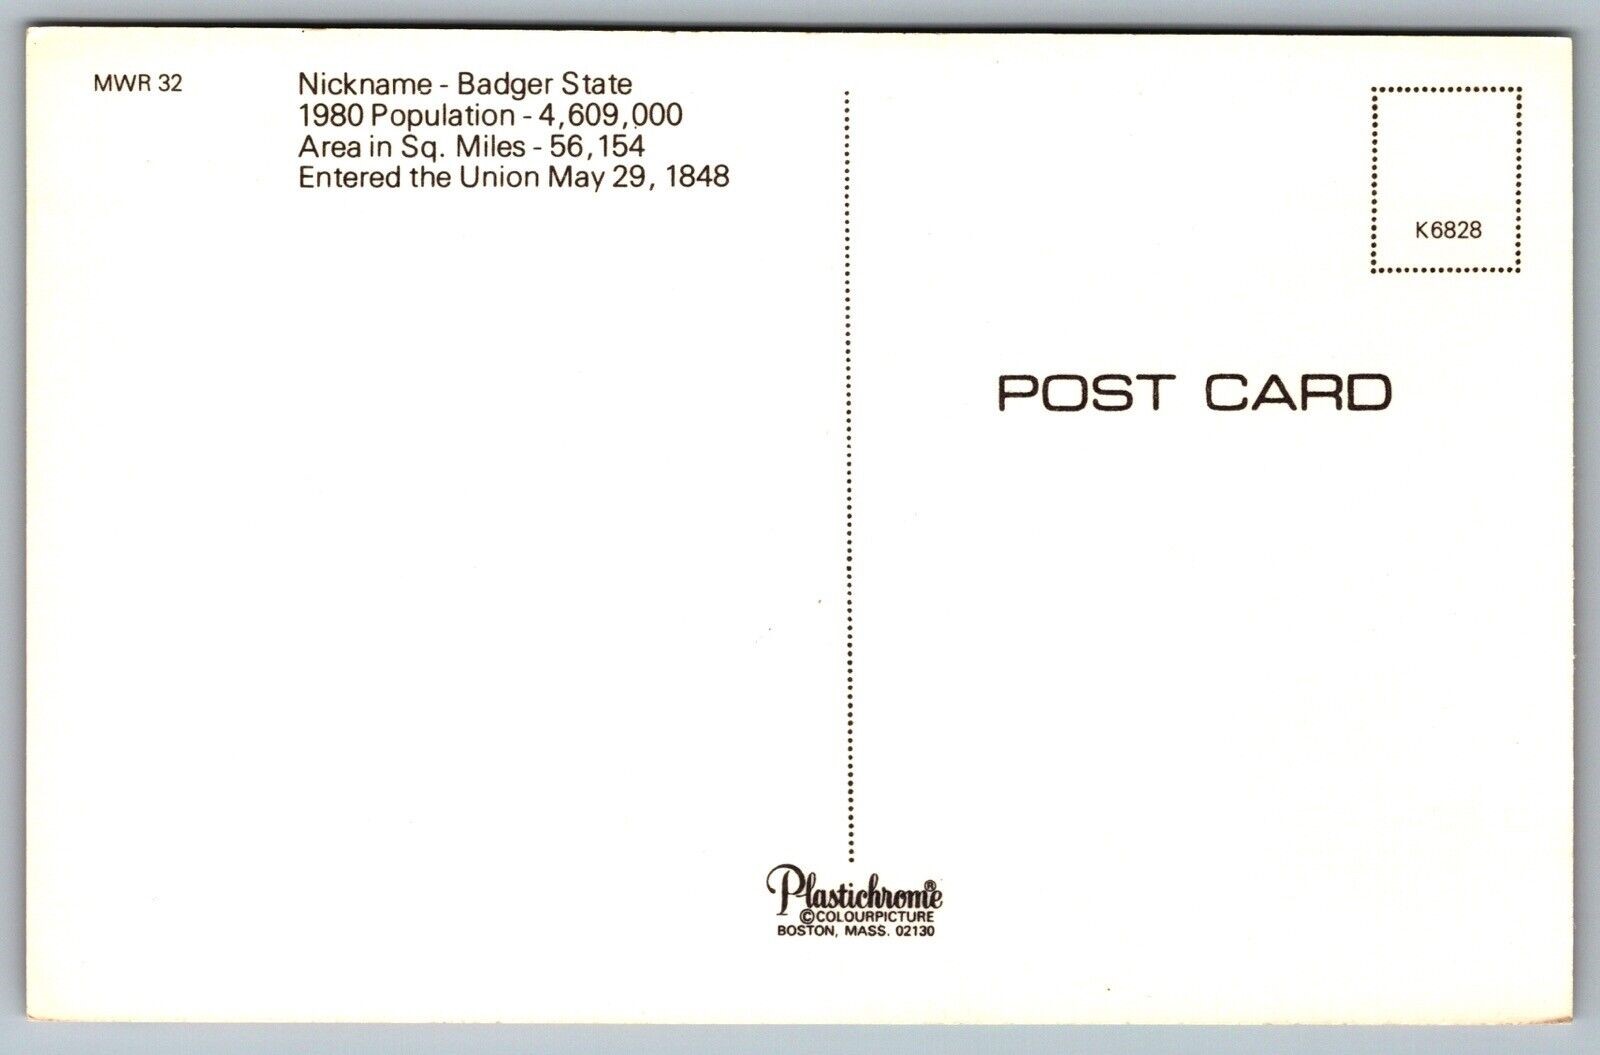 MWR 32
Nickname - Badger State
1980 Population - 4,609,000
Area in Sq. Miles - 56,154
Entered the Union May 29, 1848
K6828
POST CARD
Plastichrome®
©COLOURPICTURE
BOSTON, MASS. 02130